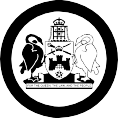 FOR THE QUEEN, THE LAW, AND THE PEOPLE